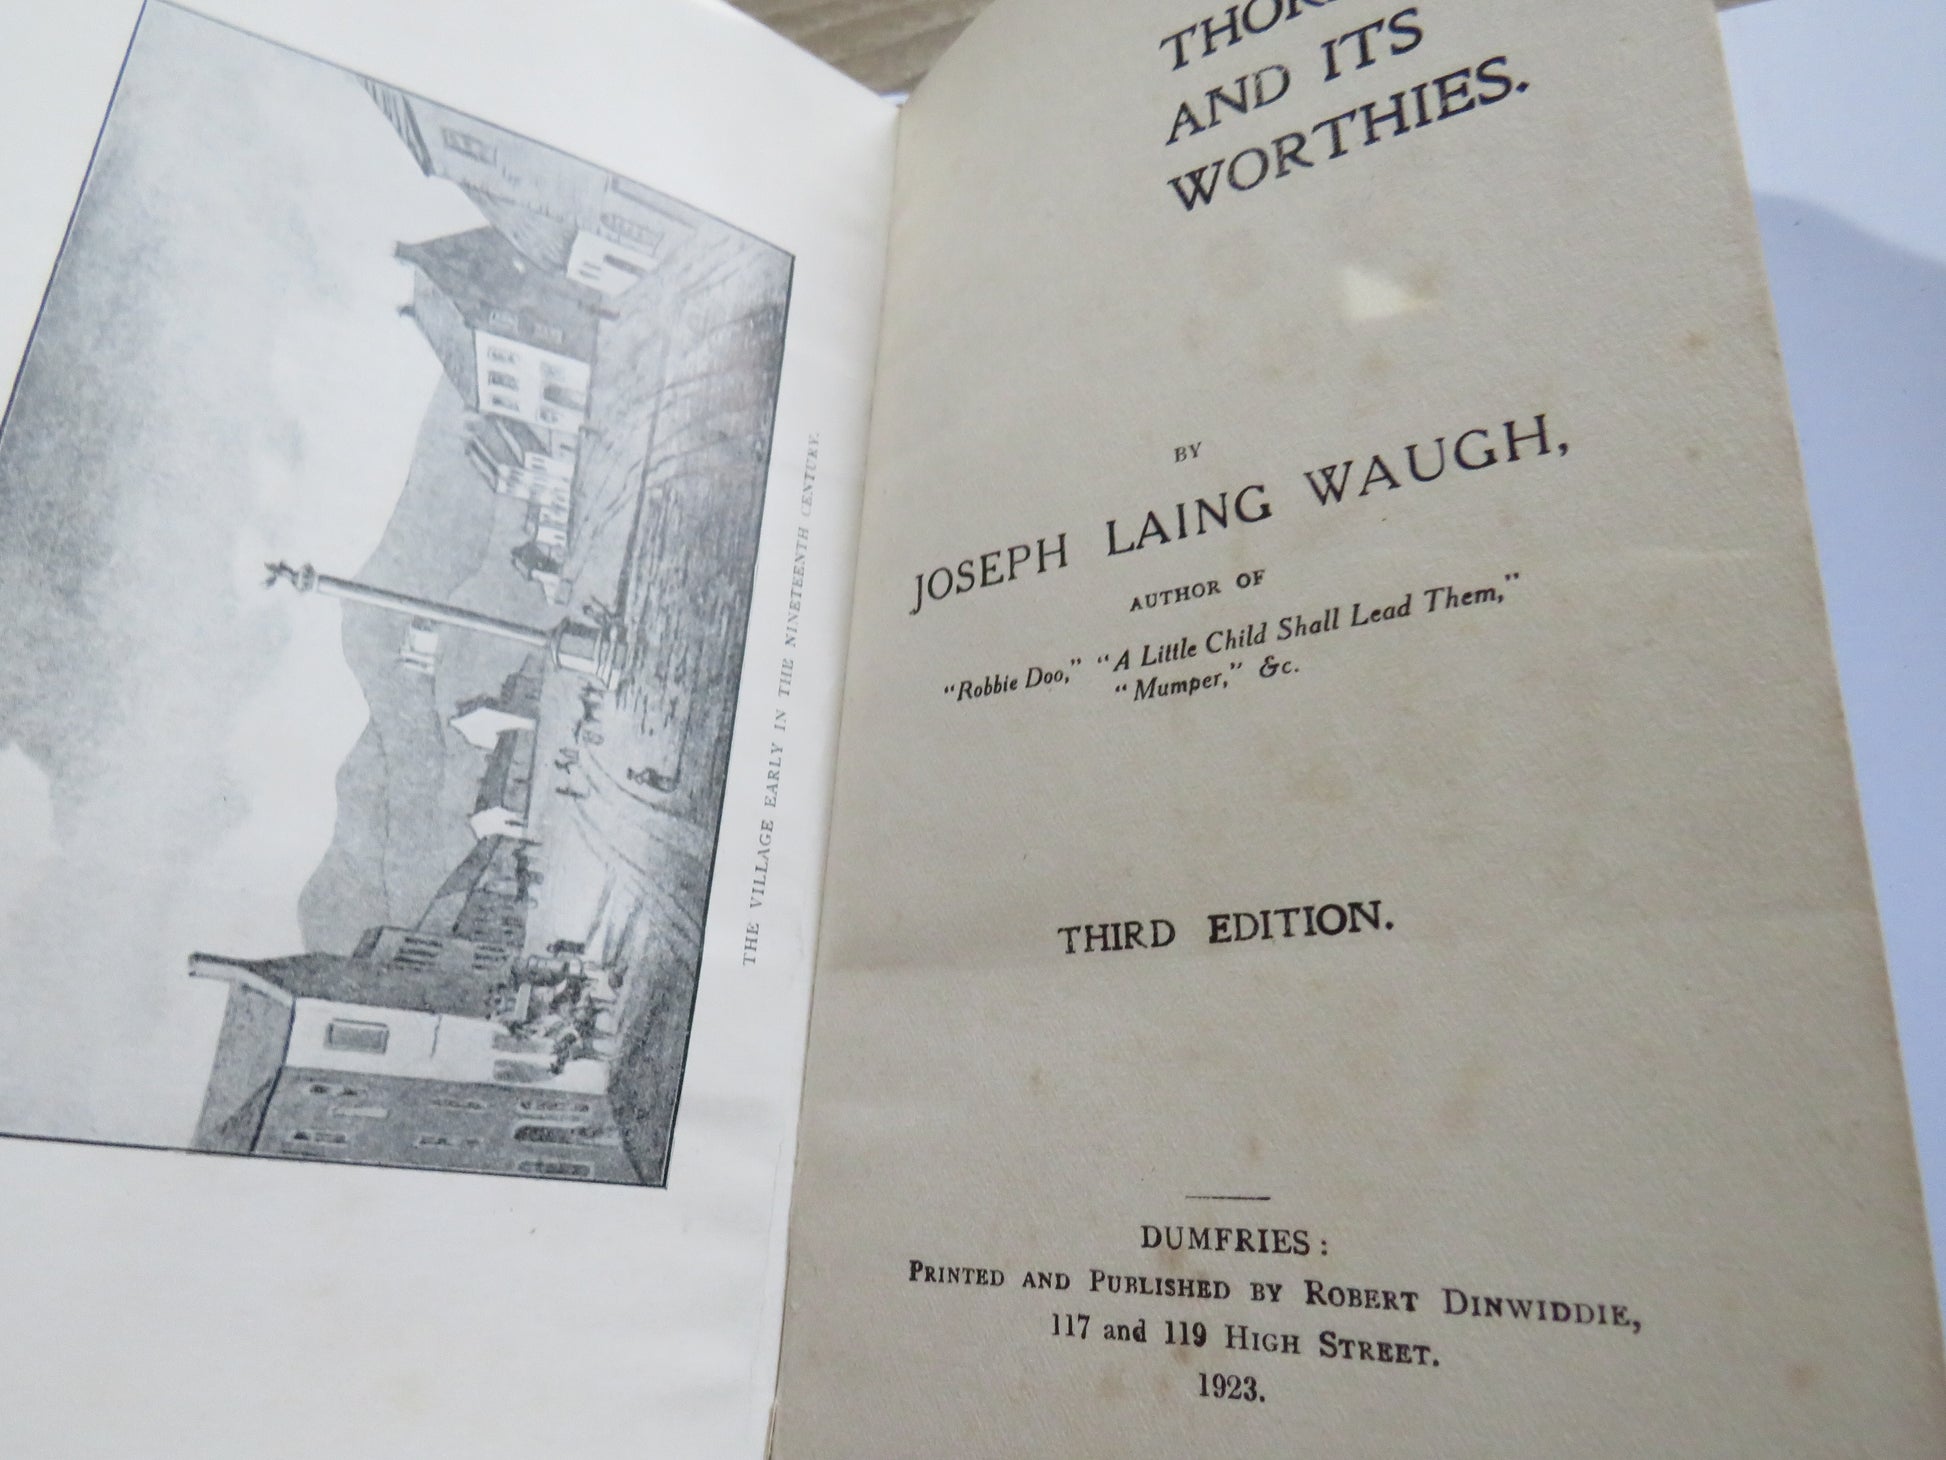 THE VILLAGE EARLY IN THE NINETEENTH CENTURY.
AND ITS
WORTHIES.
BY
JOSEPH LAING WAUGH,
AUTHOR OF
"Robbie Doo," "A Little Child Shall Lead Them,"
"Mumper," &c.
THIRD EDITION.
DUMFRIES:
PRINTED AND PUBLISHED BY ROBERT DINWIDDIE,
117 and 119 HIGH STREET.
1923.